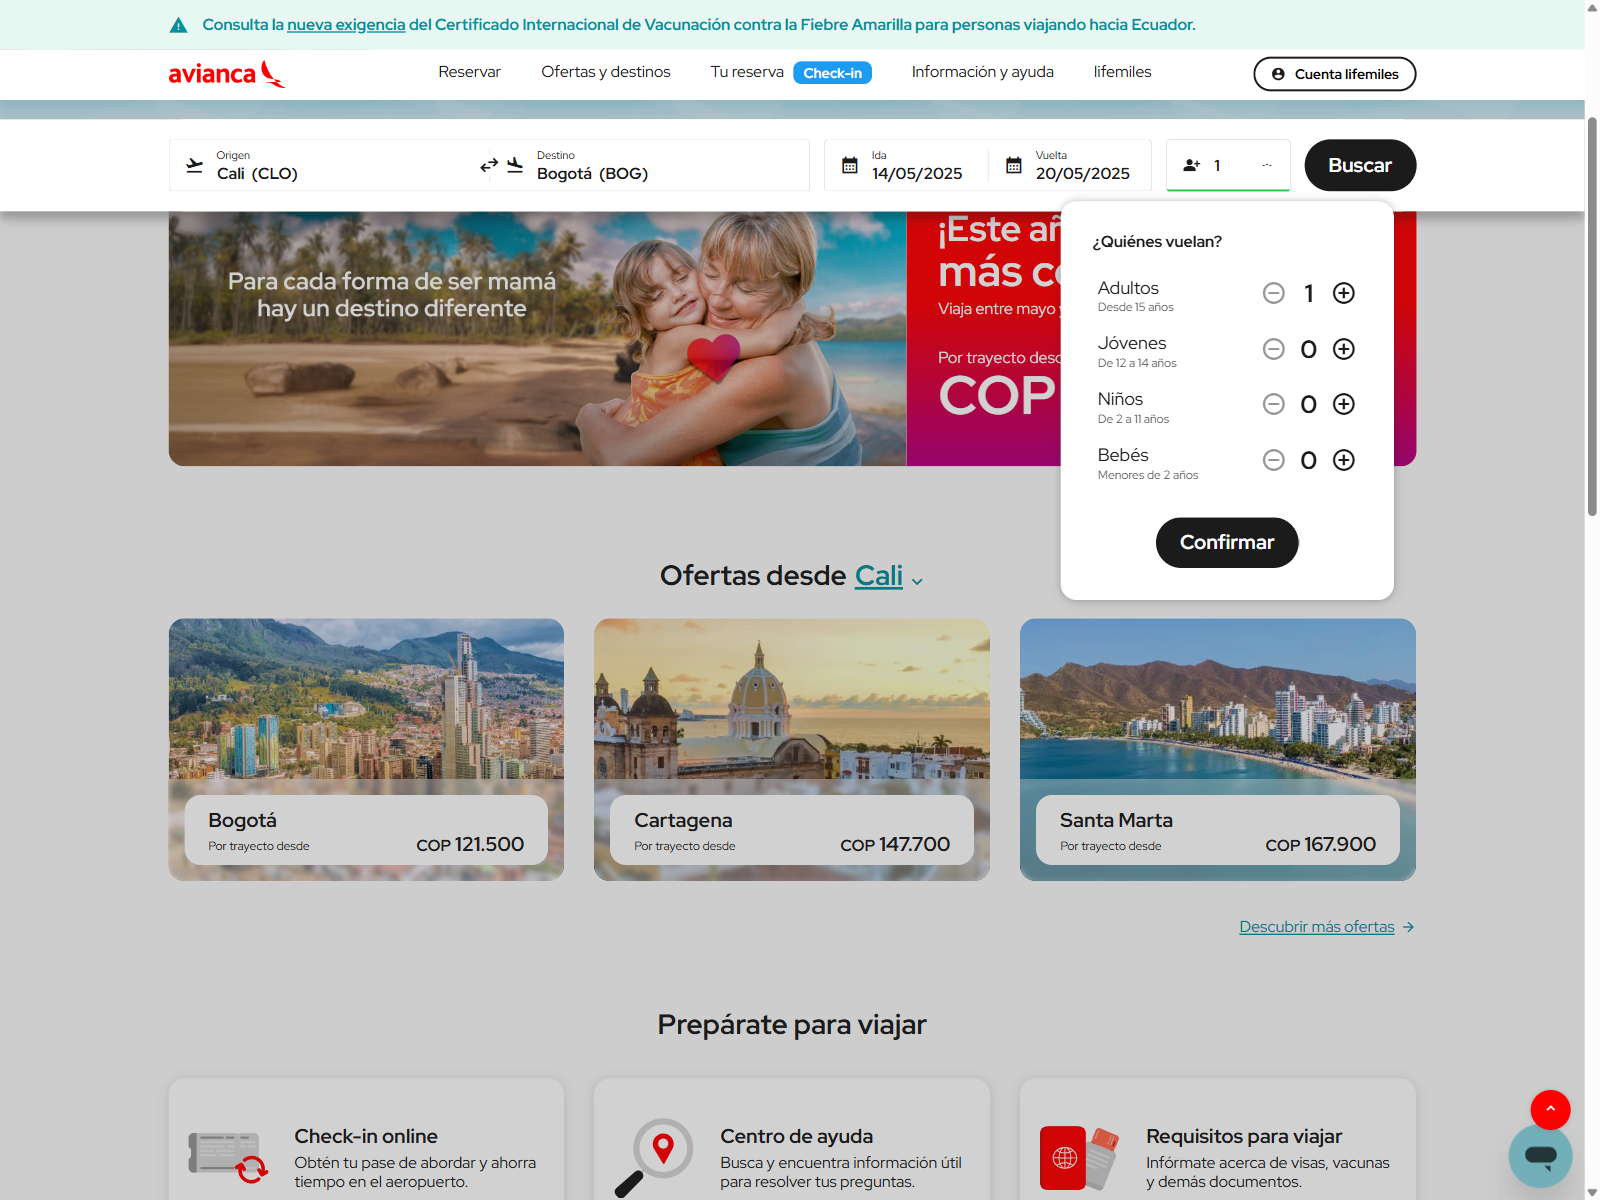 Consulta la nueva exigencia del Certificado Internacional de Vacunación contra la Fiebre Amarilla para personas viajando hacia Ecuador.
avianca
Reservar
Ofertas y destinos
Tu reserva
Check-in
Información y ayuda
lifemiles
Cuenta lifemiles
Origen
Cali (CLO)
Destino
Bogotá (BOG)
Ida
14/05/2025
Vuelta
20/05/2025
1
Buscar
Para cada forma de ser mamá
hay un destino diferente
¡Este
más
Viaja entre mayo
Por trayecto
COP
¿Quiénes vuelan?
Adultos
Desde 15 años
1
Jóvenes
De 12 a 14 años
0
Niños
De 2 a 11 años
0
Bebés
Menores de 2 años
0
Confirmar
Ofertas desde Cali
Bogotá
Por trayecto desde
COP 121.500
Cartagena
Por trayecto desde
COP 147.700
Santa Marta
Por trayecto desde
COP 167.900
Descubrir más ofertas
Prepárate para viajar
Check-in online
Obtén tu pase de abordar y ahorra
tiempo en el aeropuerto.
Centro de ayuda
Busca y encuentra información útil
para resolver tus preguntas.
Requisitos para viajar
Infórmate acerca de visas, vacunas
y demás documentos.